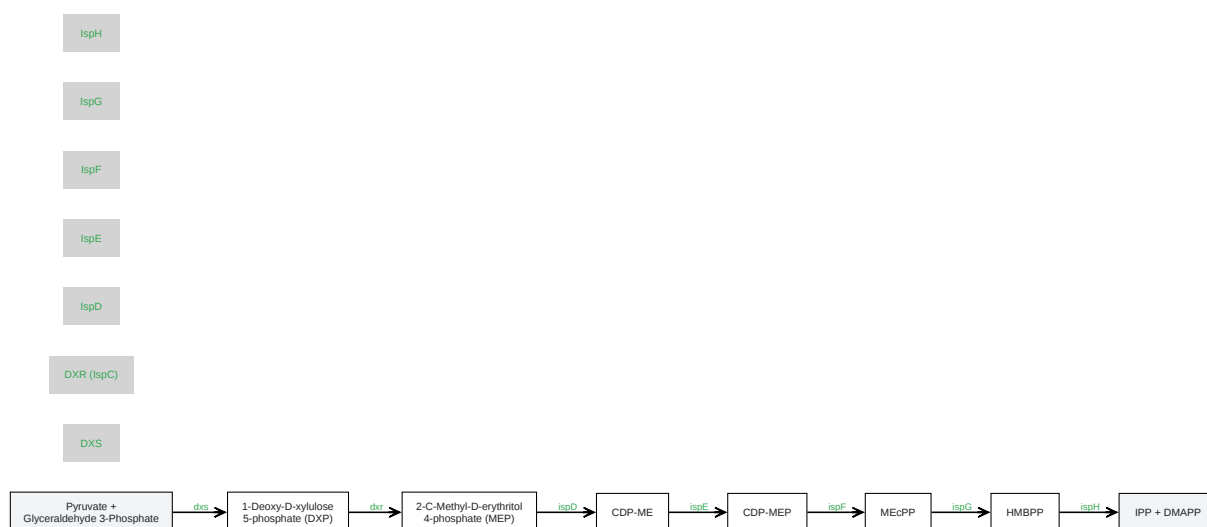 IspH
IspG
IspF
IspE
IspD
DXR (IspC)
DXS
Pyruvate +
Glyceraldehyde 3-Phosphate
dxs
1-Deoxy-D-xylulose
5-phosphate (DXP)
dxr
2-C-Methyl-D-erythritol
4-phosphate (MEP)
ispD
CDP-ME
ispE
CDP-MEP
ispF
MEcPP
ispG
HMBPP
ispH
IPP + DMAPP